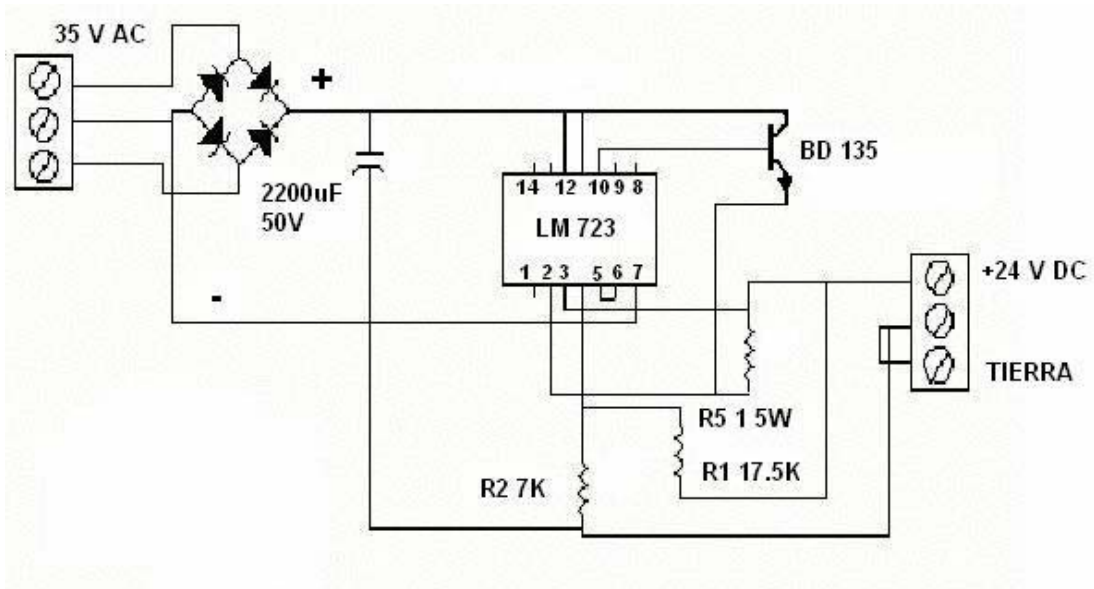 35 V AC
+
2200uF
50V
14 12 10 9 8
LM 723
1 2 3 5 6 7
BD 135
-
+24 V DC
TIERRA
R5 1 5W
R1 17.5K
R2 7K